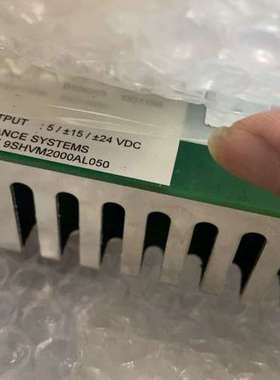 TPUT : 5 / ±15 / ±24 VDC
ANCE SYSTEMS
9SHVM2000AL050